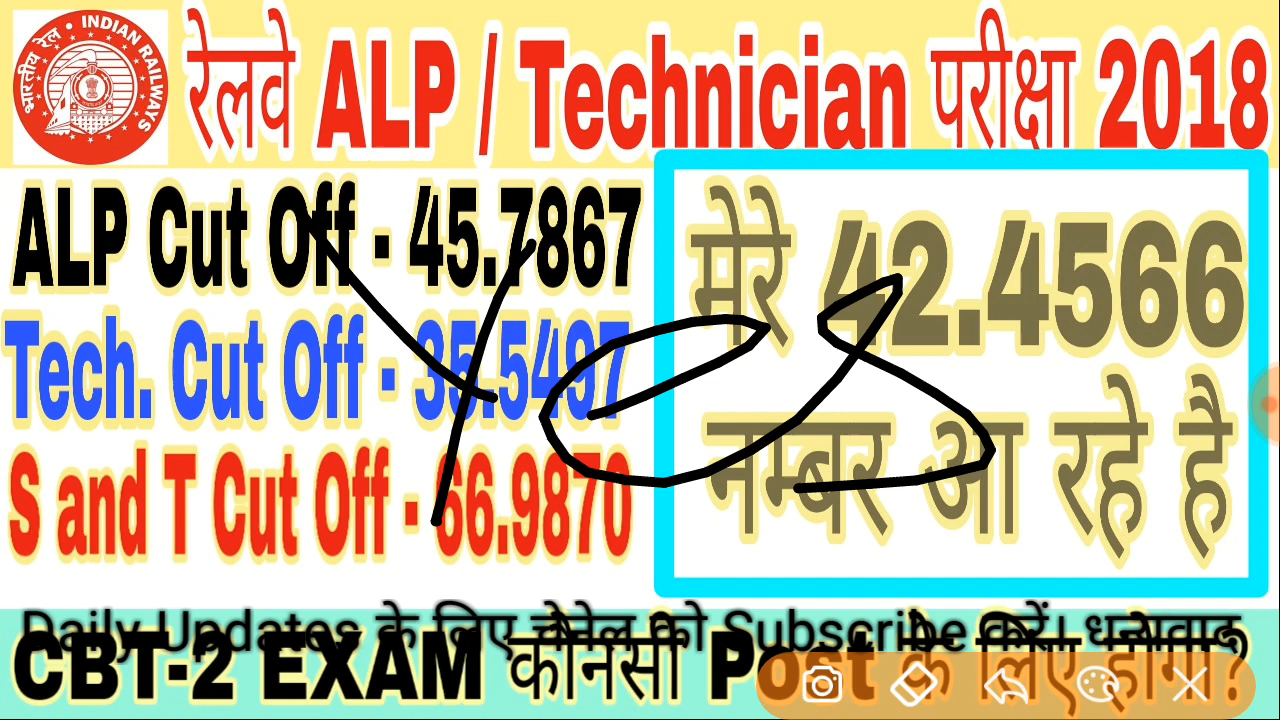 भारतीय रेल • INDIAN RAILWAYS
रेलवे ALP / Technician परीक्षा 2018
ALP Cut Off - 45.7867
Tech. Cut Off - 35.5497
S and T Cut Off - 66.9870
मेरे 42.4566
नम्बर आ रहे है
Yes
Daily Updates के लिए चैनेल को Subscribe करें। धन्यवाद
CBT-2 EXAM कौनसी Post के लिए होगा?